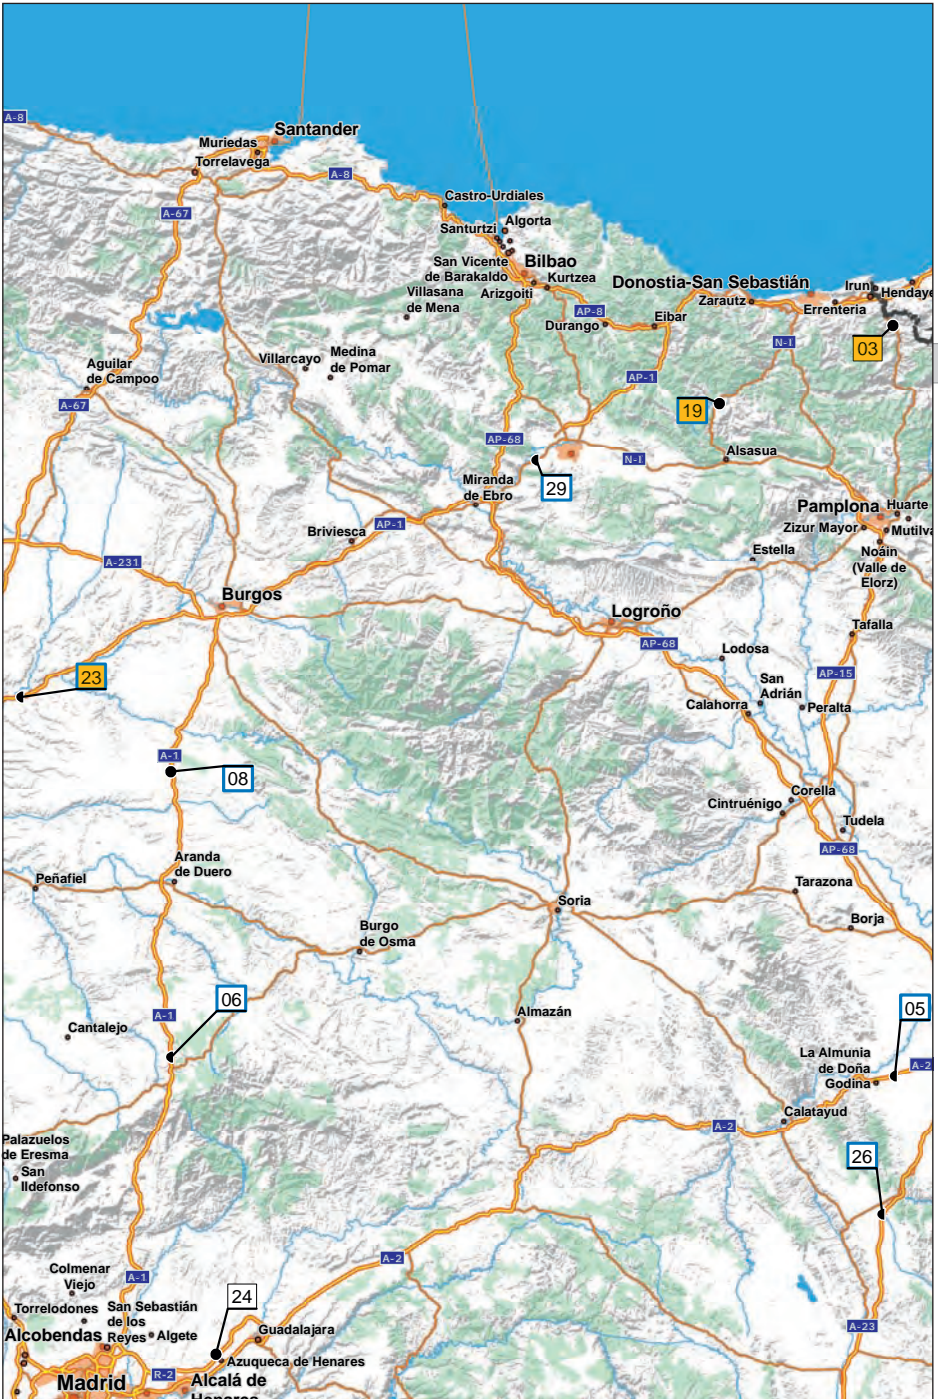 A-8
Santander
Muriedas
Torrelavega
A-8
A-67
Castro-Urdiales
Algorta
Santurtzi
San Vicente
de Barakaldo
Bilbao
Kurtzea
Arizgoiti
Villasana
de Mena
Donostia-San Sebastián
Zarautz
Irun
Hendaye
Errenteria
AP-8
Durango
Eibar
N-I
03
Villarcayo
Medina
de Pomar
Aguilar
de Campoo
A-67
AP-1
19
AP-68
N-I
Alsasua
29
Miranda
de Ebro
Pamplona
Huarte
Zizur Mayor
Mutilva
Noáin
(Valle de
Elorz)
AP-1
Briviesca
Estella
A-231
Burgos
Logroño
AP-68
Tafalla
Lodosa
AP-15
San
Adrián
Peralta
Calahorra
23
A-1
08
Corella
Cintruénigo
Tudela
AP-68
Aranda
de Duero
Peñafiel
Tarazona
Soria
Borja
Burgo
de Osma
06
A-1
Almazán
05
Cantalejo
La Almunia
de Doña
Godina
A-2
Calatayud
A-2
Palazuelos
de Eresma
San
Ildefonso
26
A-2
Colmenar
Viejo
A-1
24
Torrelodones
San Sebastián
de los
Reyes
Alcobendas
Algete
Guadalajara
A-23
Azuqueca de Henares
R-2
Madrid
Alcalá de
Henares